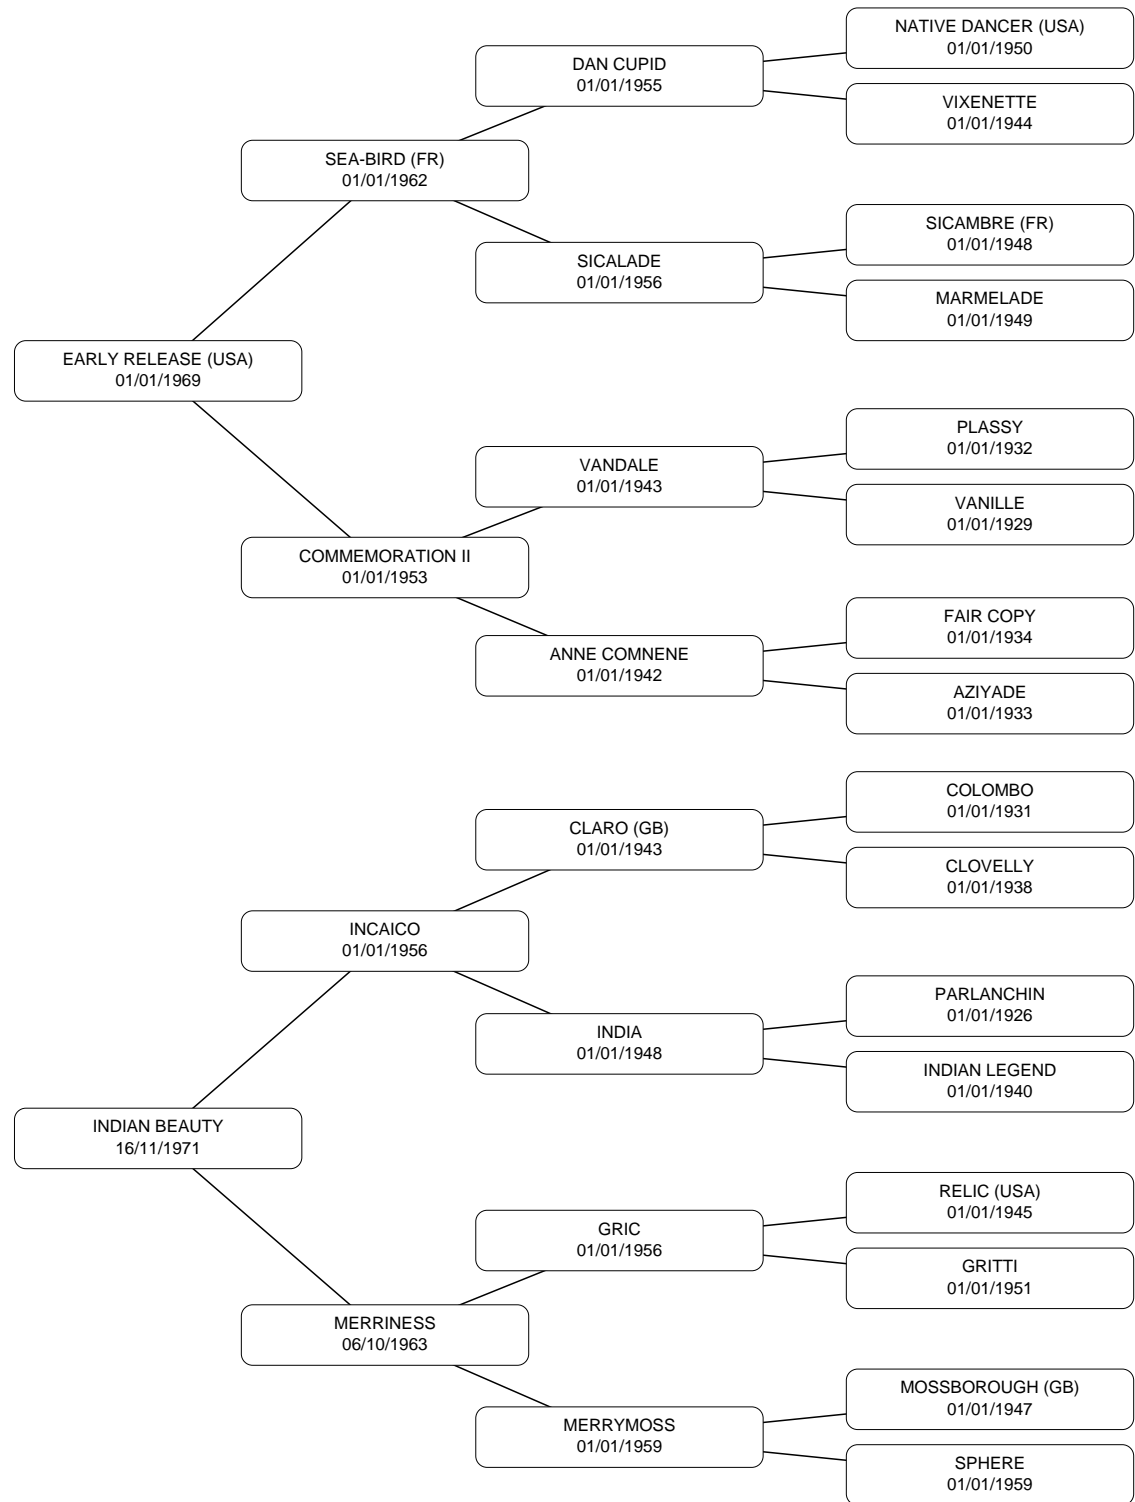 NATIVE DANCER (USA)
01/01/1950
DAN CUPID
01/01/1955
VIXENETTE
01/01/1944
SEA-BIRD (FR)
01/01/1962
SICAMBRE (FR)
01/01/1948
SICALADE
01/01/1956
MARMELADE
01/01/1949
EARLY RELEASE (USA)
01/01/1969
PLASSY
01/01/1932
VANDALE
01/01/1943
VANILLE
01/01/1929
COMMEMORATION II
01/01/1953
FAIR COPY
01/01/1934
ANNE COMNENE
01/01/1942
AZIYADE
01/01/1933
COLOMBO
01/01/1931
CLARO (GB)
01/01/1943
CLOVELLY
01/01/1938
INCAICO
01/01/1956
PARLANCHIN
01/01/1926
INDIA
01/01/1948
INDIAN LEGEND
01/01/1940
INDIAN BEAUTY
16/11/1971
RELIC (USA)
01/01/1945
GRIC
01/01/1956
GRITTI
01/01/1951
MERRINESS
06/10/1963
MOSSBOROUGH (GB)
01/01/1947
MERRYMOSS
01/01/1959
SPHERE
01/01/1959